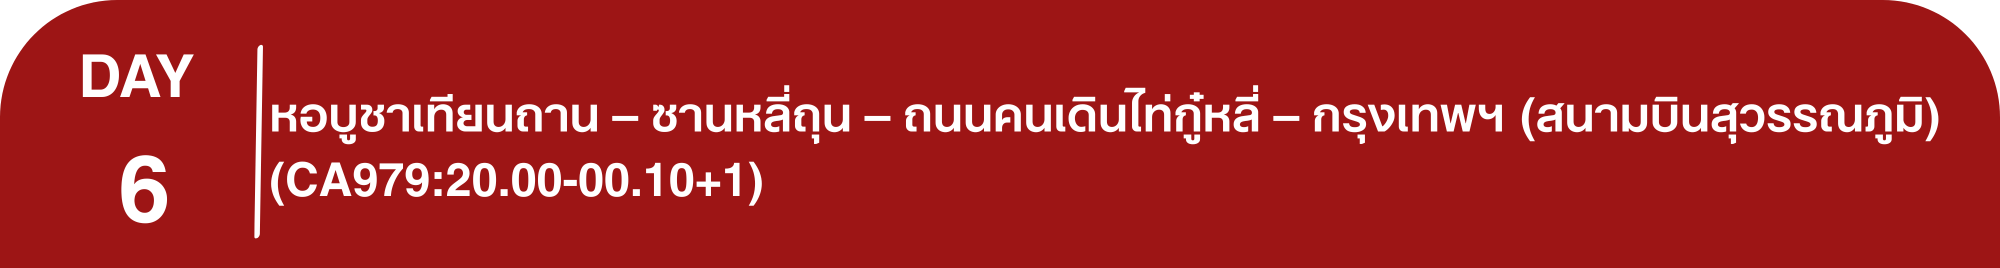 DAY
6
หอบูชาเทียนถาน – ซานหลี่ถุน – ถนนคนเดินไท่กู๋หลี่ – กรุงเทพฯ (สนามบินสุวรรณภูมิ)
(CA979:20.00-00.10+1)